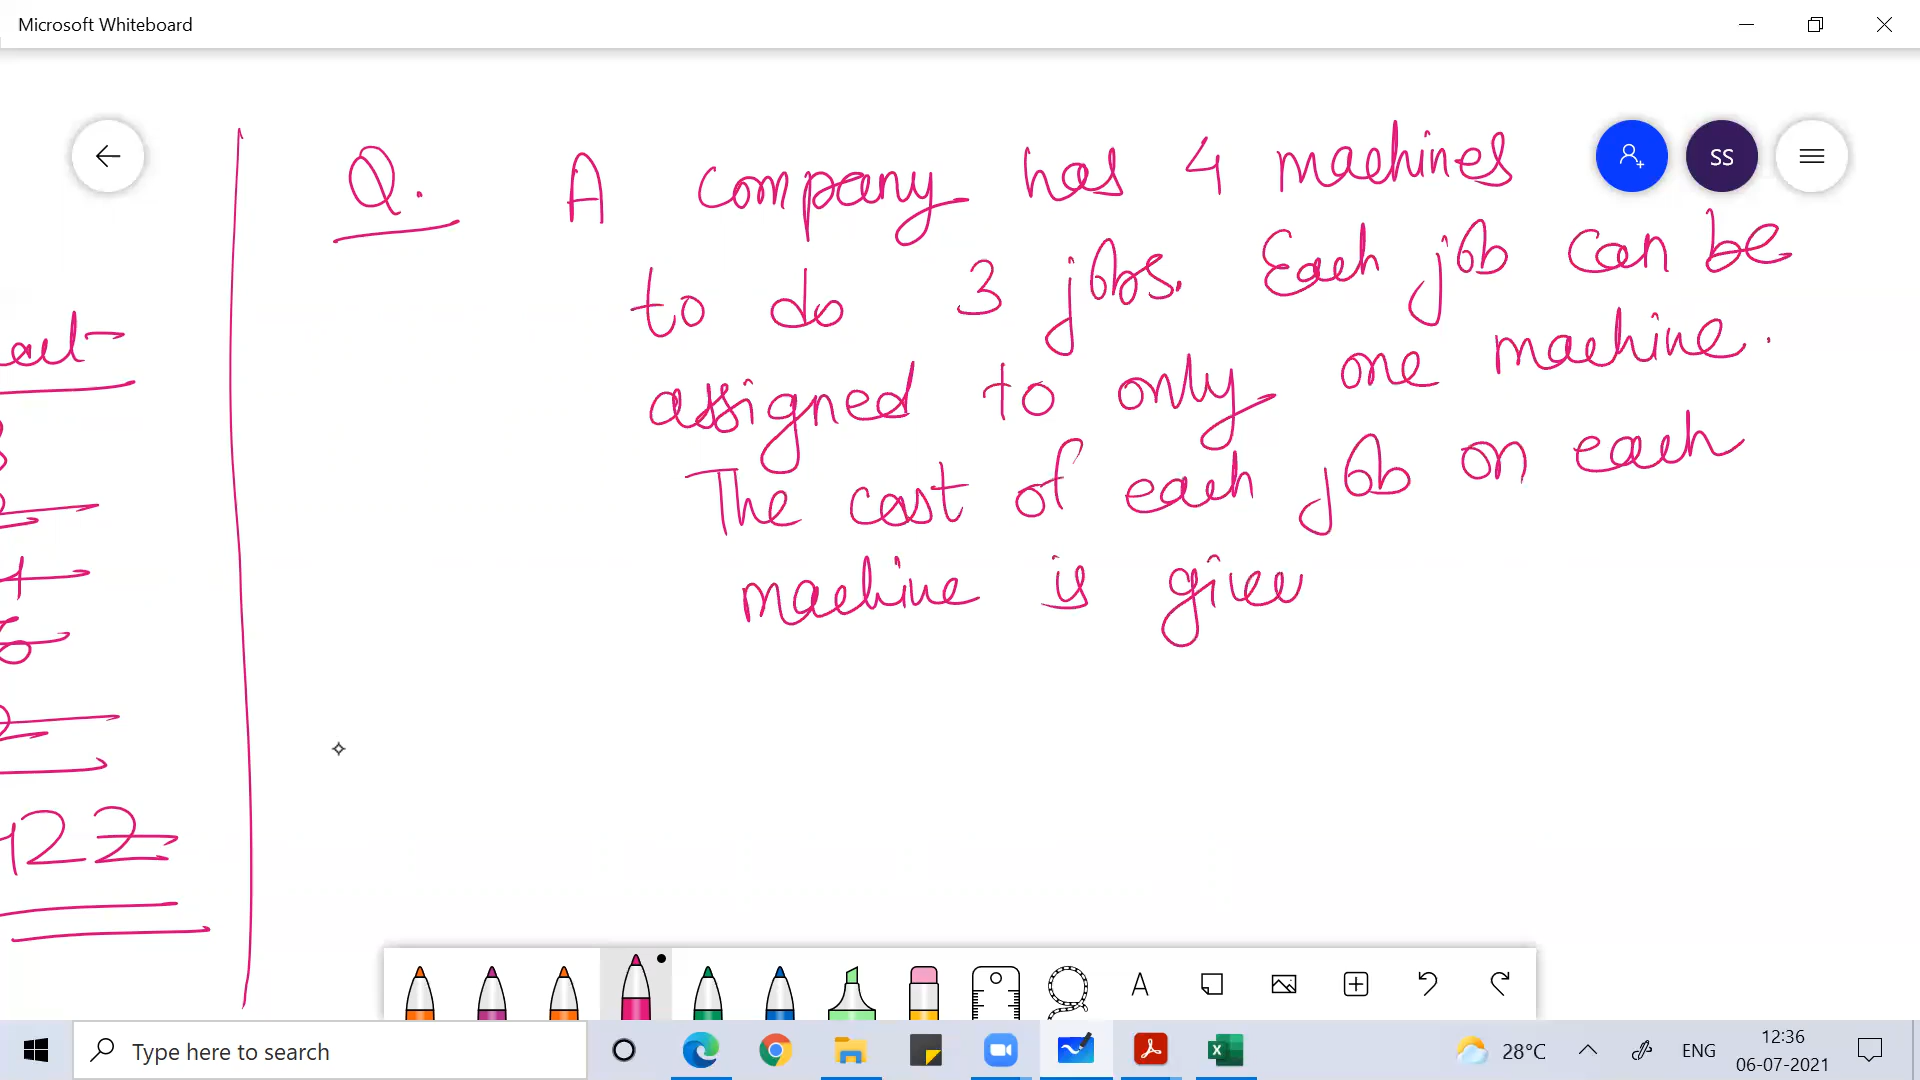 Microsoft Whiteboard
Q. A company has 4 machines
to do 3 jobs. Each job can be
assigned to only one machine.
The cost of each job on each
machine is given
SS
422
Type here to search
28°C
ENG
12:36
06-07-2021